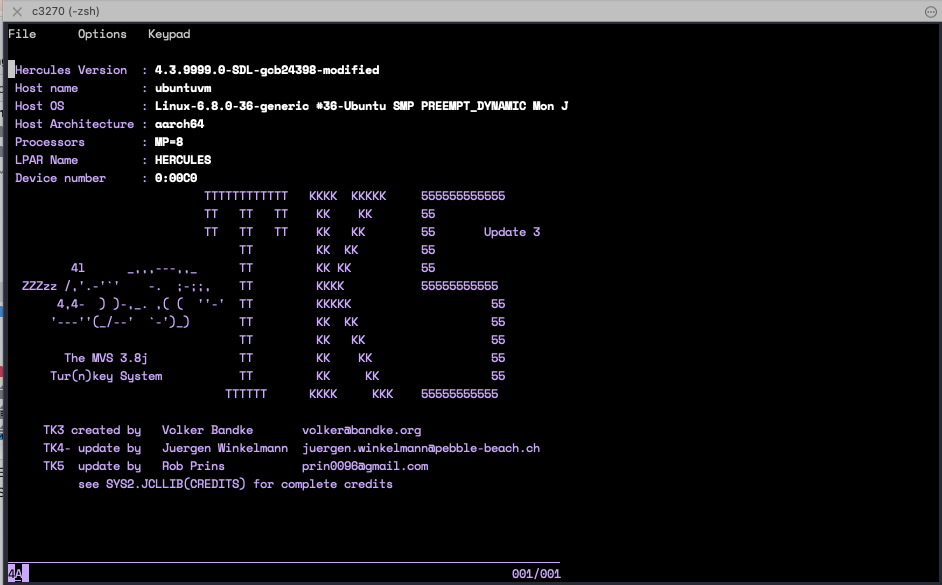 c3270 (-zsh)
File Options Keypad
Hercules Version : 4.3.9999.0-SDL-gcb24398-modified
Host name : ubuntuvm
Host OS : Linux-6.8.0-36-generic #36-Ubuntu SMP PREEMPT_DYNAMIC Mon J
Host Architecture : aarch64
Processors : MP=8
LPAR Name : HERCULES
Device number : 0:00C0
TTTTTTTTTTTT KKKK KKKKK 555555555555
TT TT TT KK KK 55
TT TT TT KK KK 55 Update 3
TT KK KK 55
4l _,,,---,,_ TT KK KK 55
ZZZzz /,'.-'`' -. ;-;;, TT KKKK 55555555555
4,4- ) )-,_. ,( ( ''-' TT KKKKK 55
'---''(_/--' `-')_) TT KK KK 55
TT KK KK 55
The MVS 3.8j TT KK KK 55
Tur(n)key System TT KK KK 55
TTTTTT KKKK KKK 55555555555
TK3 created by Volker Bandke volker@bandke.org
TK4- update by Juergen Winkelmann juergen.winkelmann@pebble-beach.ch
TK5 update by Rob Prins prin0096@gmail.com
see SYS2.JCLLIB(CREDITS) for complete credits
4A 001/001